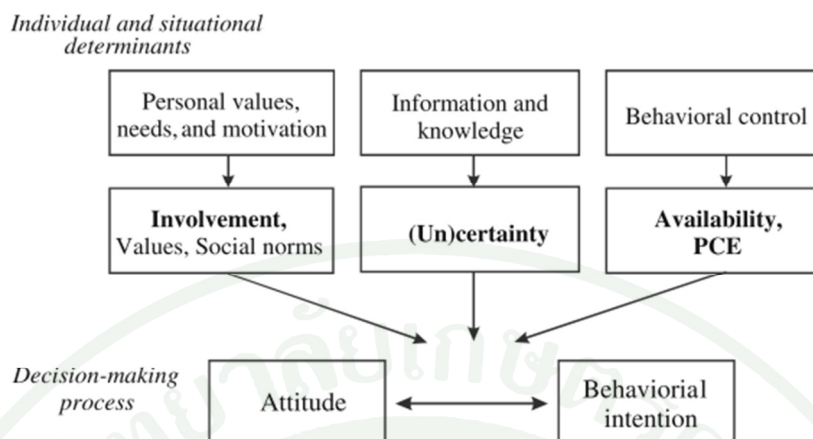 Individual and situational
determinants
Personal values,
needs, and motivation
Information and
knowledge
Behavioral control
Involvement,
Values, Social norms
(Un)certainty
Availability,
PCE
Decision-making
process
Attitude
Behaviorial
intention